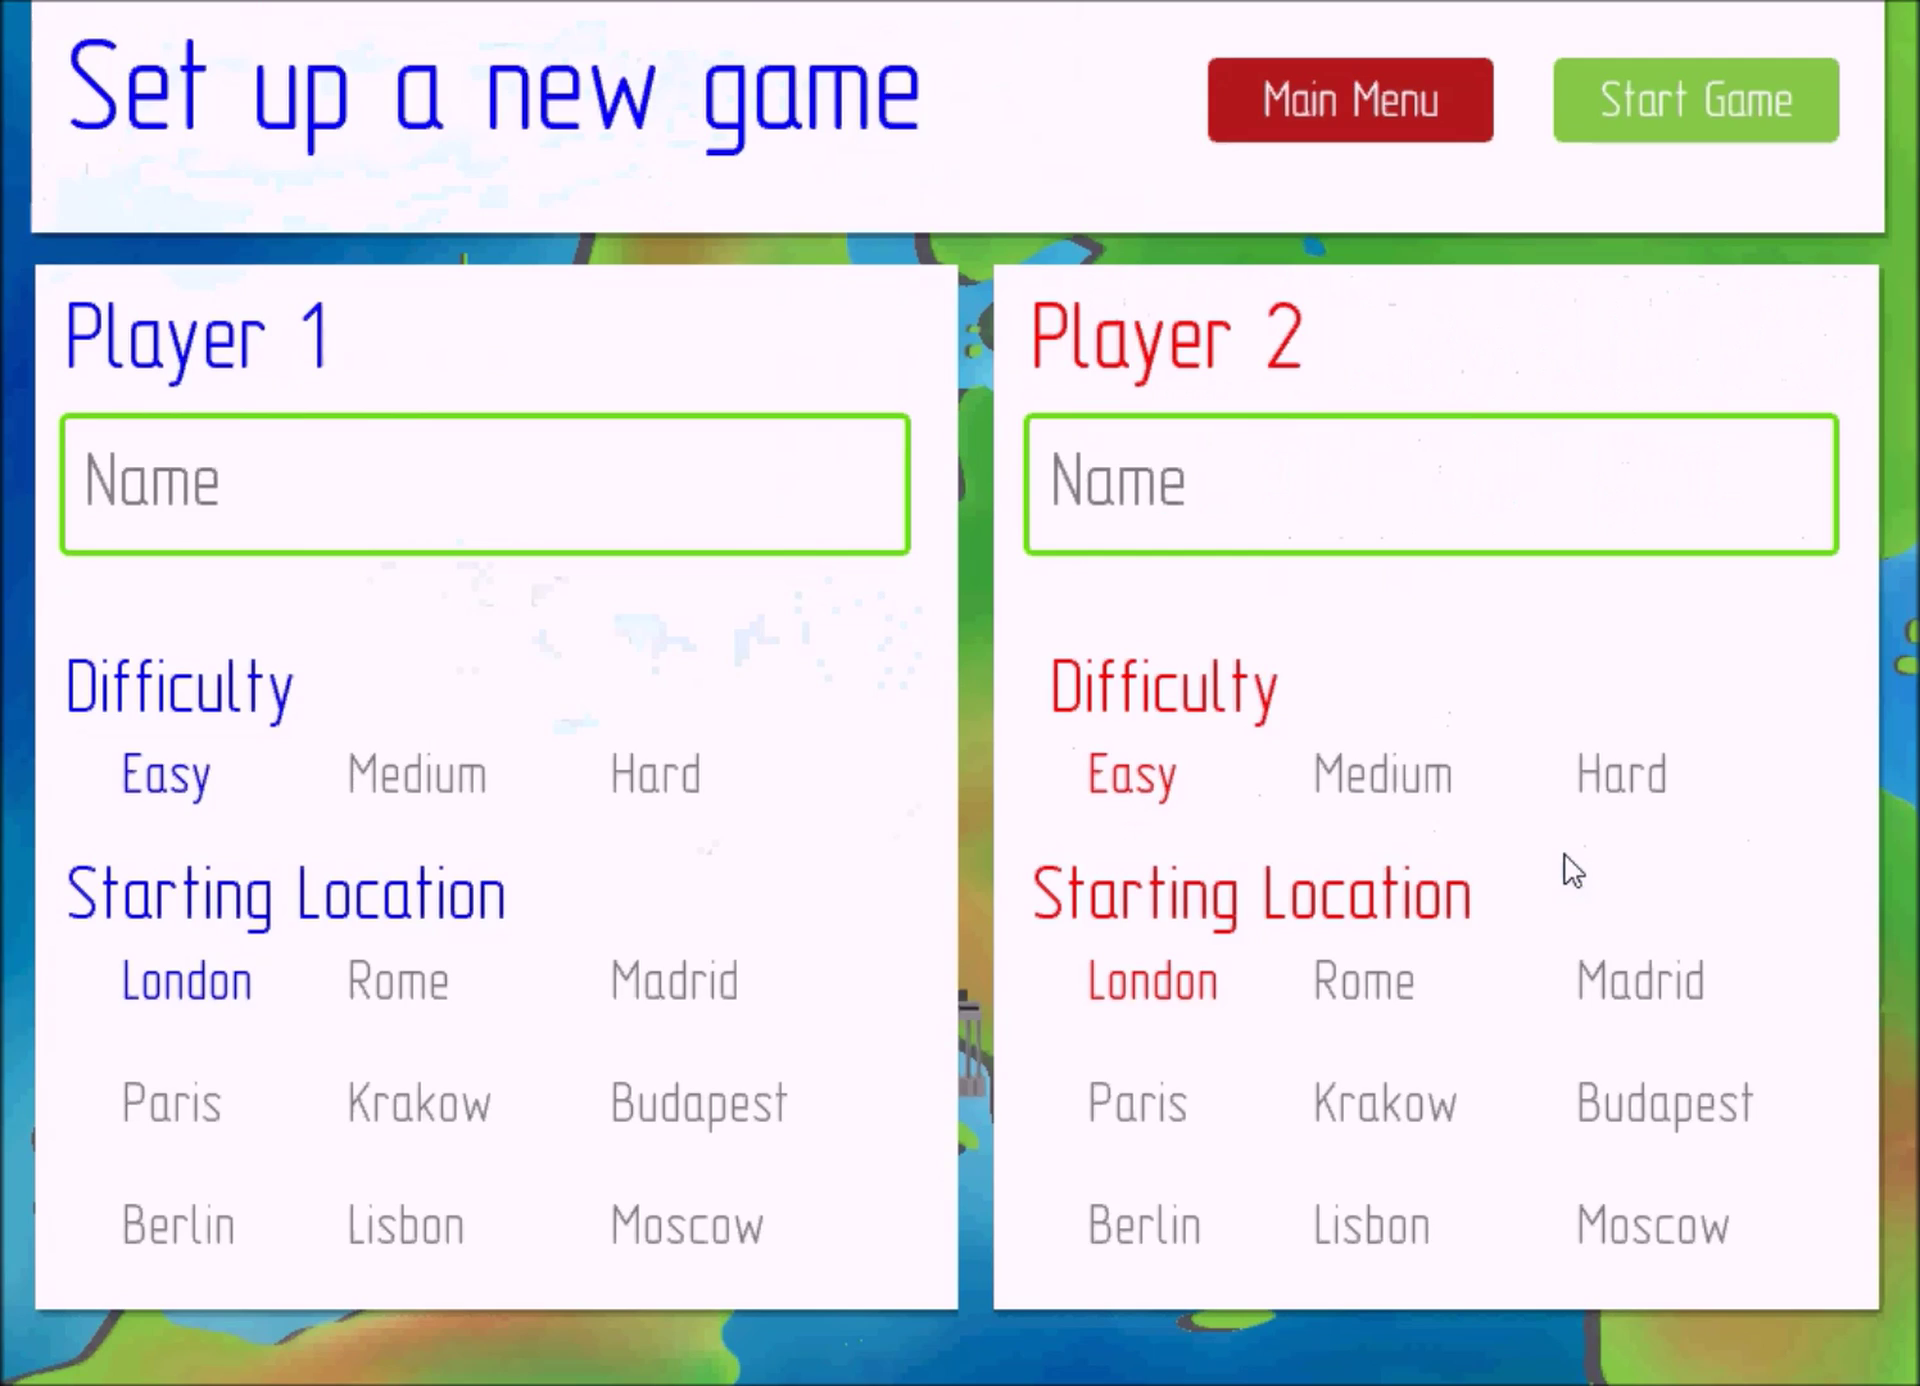 Set up a new game
Main Menu
Start Game
Player 1
Name
Difficulty
Easy Medium Hard
Starting Location
London Rome Madrid
Paris Krakow Budapest
Berlin Lisbon Moscow
Player 2
Name
Difficulty
Easy Medium Hard
Starting Location
London Rome Madrid
Paris Krakow Budapest
Berlin Lisbon Moscow